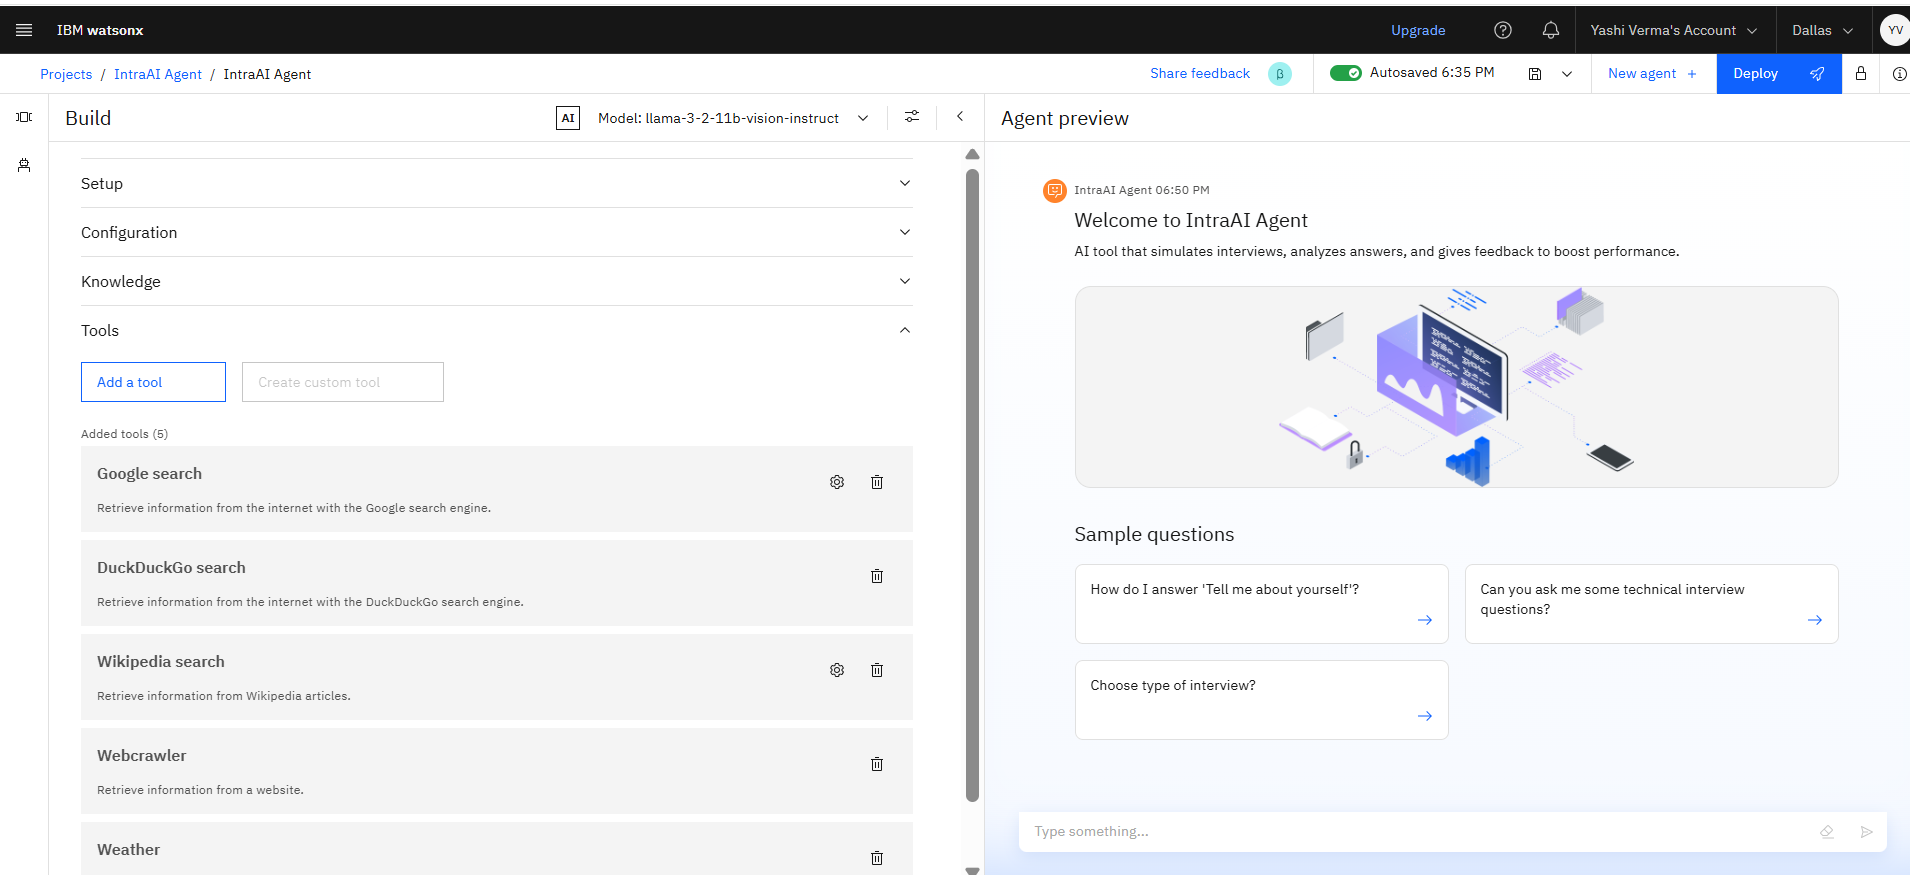 IBM watsonx
Upgrade
Yashi Verma's Account
Dallas
YV
Projects / IntraAI Agent / IntraAI Agent
Share feedback
β
Autosaved 6:35 PM
New agent +
Deploy
Build
AI
Model: llama-3-2-11b-vision-instruct
Agent preview
Setup
Configuration
Knowledge
Tools
Add a tool
Create custom tool
Added tools (5)
Google search
Retrieve information from the internet with the Google search engine.
DuckDuckGo search
Retrieve information from the internet with the DuckDuckGo search engine.
Wikipedia search
Retrieve information from Wikipedia articles.
Webcrawler
Retrieve information from a website.
Weather
IntraAI Agent 06:50 PM
Welcome to IntraAI Agent
AI tool that simulates interviews, analyzes answers, and gives feedback to boost performance.
Sample questions
How do I answer 'Tell me about yourself'?
Can you ask me some technical interview
questions?
Choose type of interview?
Type something...